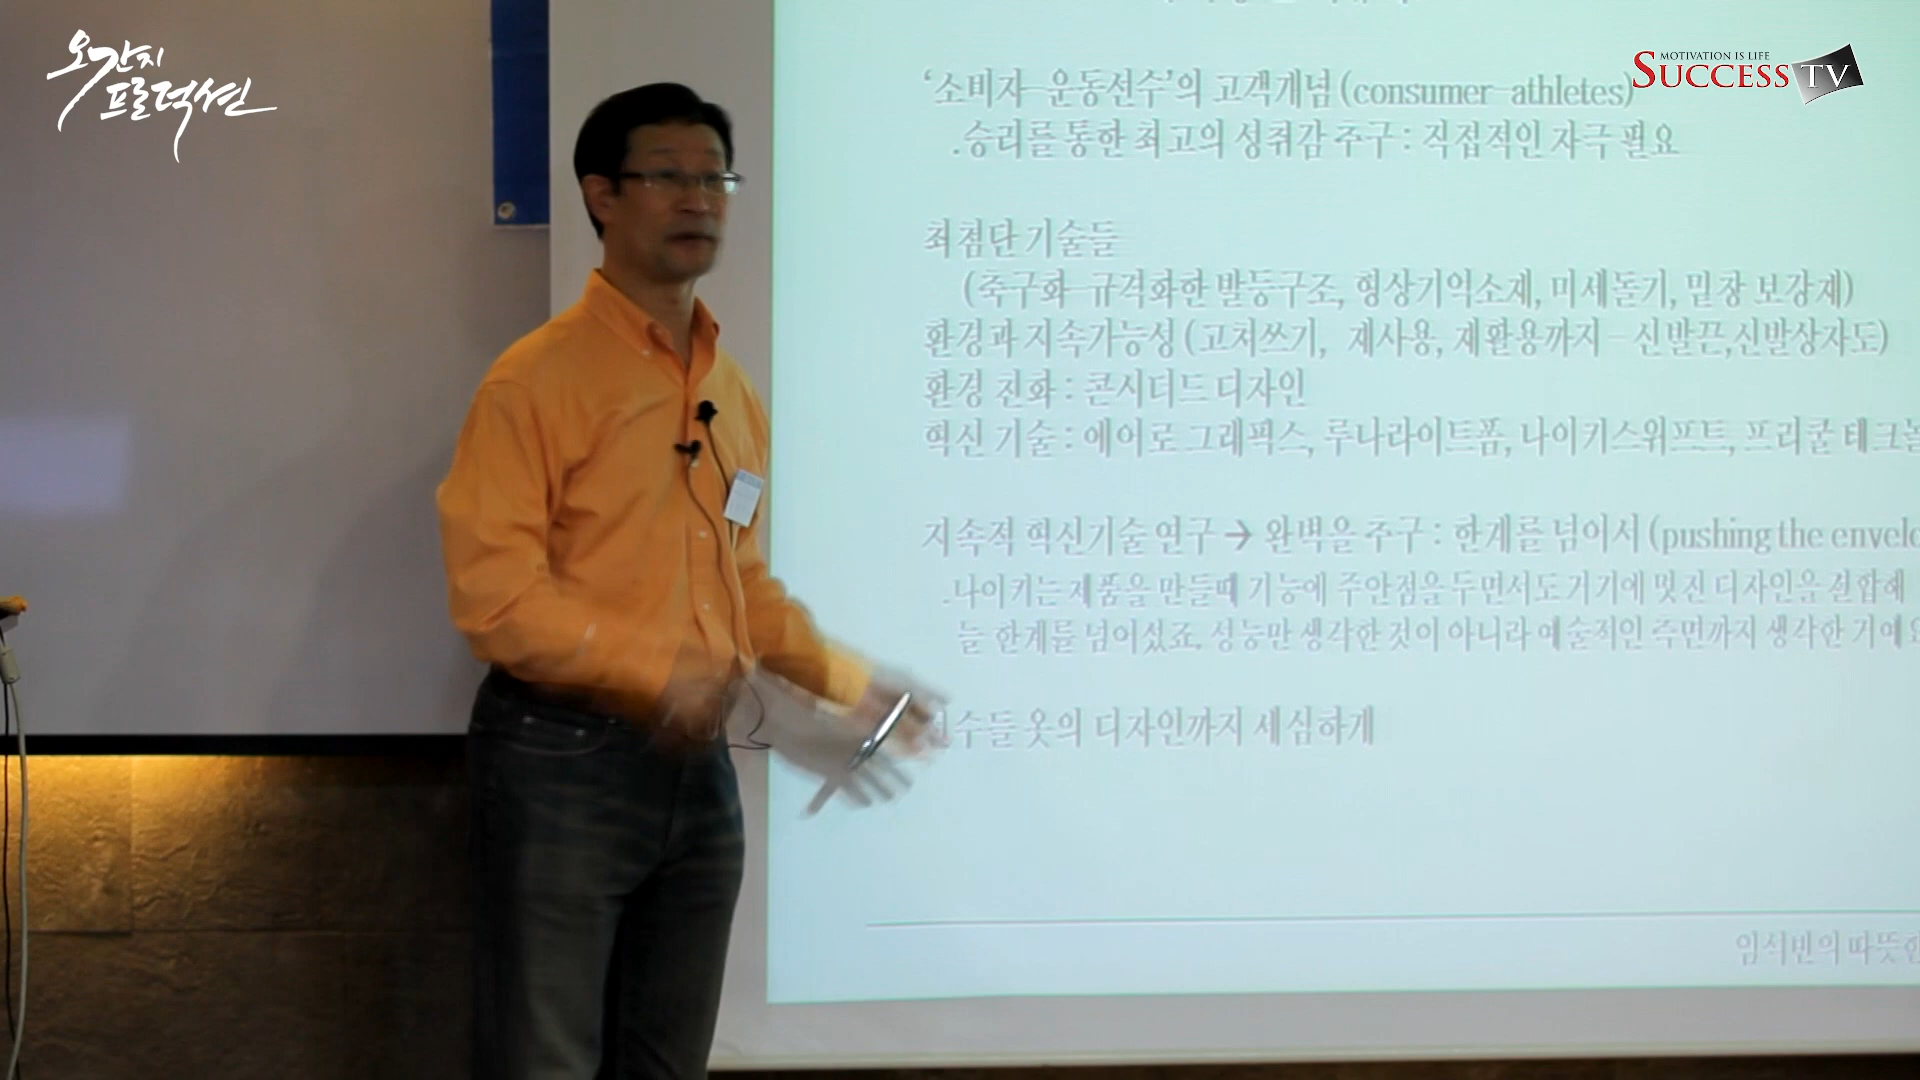 오간지
프로덕션
MOTIVATION IS LIFE
SUCCESS TV
‘소비자-운동선수’의 고객개념 (consumer-athletes)
.승리를 통한 최고의 성취감 추구 : 직접적인 자극 필요
최첨단 기술들
(축구화-규격화한 발등구조, 형상기억소재, 미세돌기, 밑창 보강제)
환경과 지속가능성 (고쳐쓰기, 재사용, 재활용까지 – 신발끈,신발상자도)
환경 진화 : 콘시더드 디자인
혁신 기술 : 에어로 그래픽스, 루나라이트폼, 나이키스위프트, 프리쿨 테크놀
지속적 혁신기술 연구 → 완벽을 추구 : 한계를 넘어서 (pushing the envelo
.나이키는 제품을 만들때 기능에 주안점을 두면서도 거기에 멋진 디자인을 결합해
늘 한계를 넘어섰죠. 성능만 생각한 것이 아니라 예술적인 측면까지 생각한 거예요
수들 옷의 디자인까지 세심하게
임석빈의 따뜻한